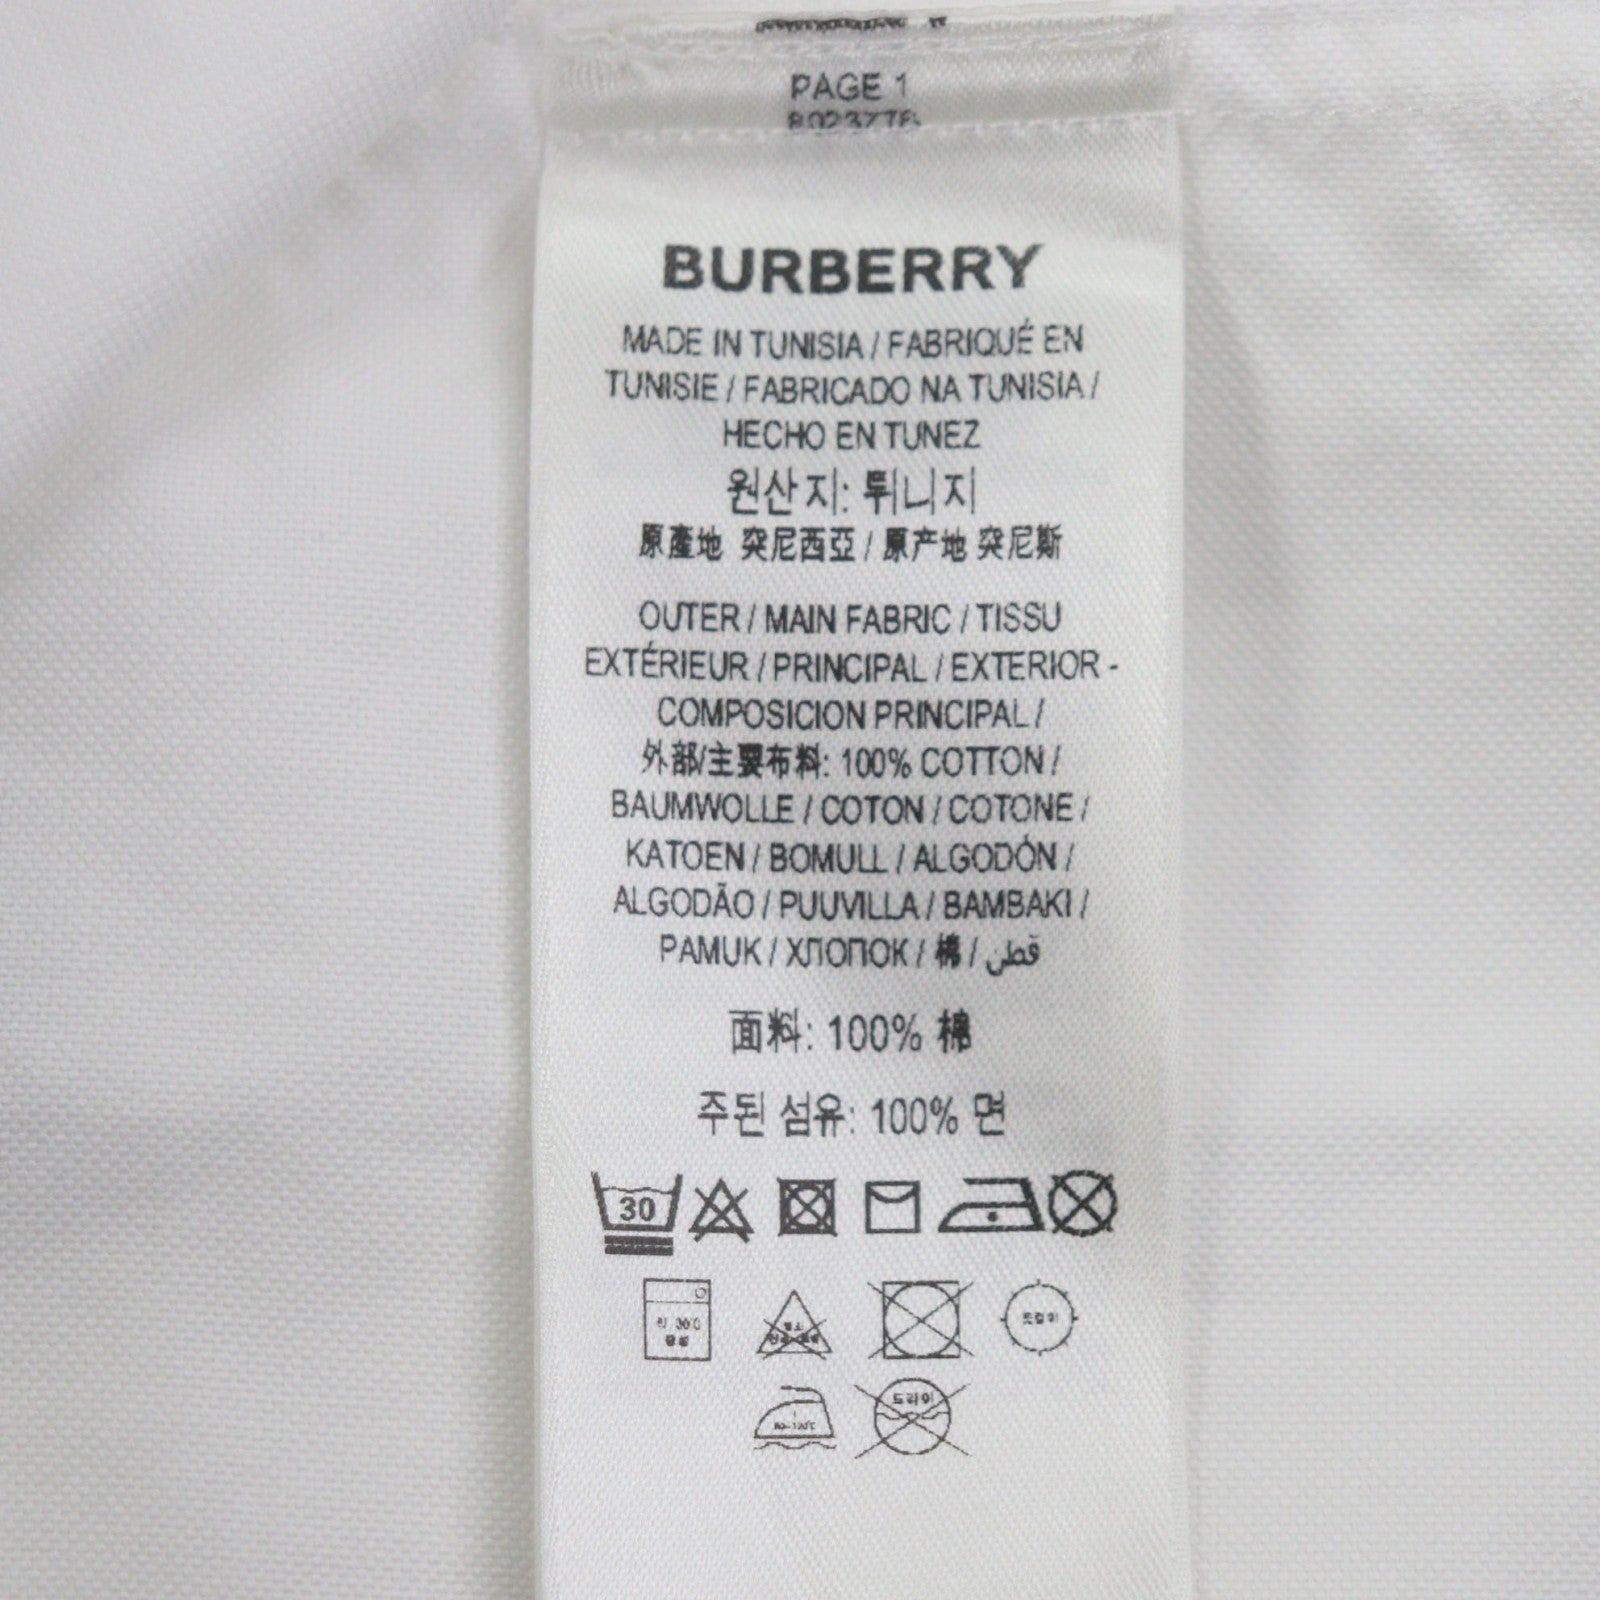 PAGE 1
BURBERRY
MADE IN TUNISIA / FABRIQUÉ EN
TUNISIE / FABRICADO NA TUNISIA /
HECHO EN TUNEZ
원산지: 튀니지
原產地 突尼西亞 / 原产地 突尼斯
OUTER / MAIN FABRIC / TISSU
EXTÉRIEUR / PRINCIPAL / EXTERIOR -
COMPOSICION PRINCIPAL /
外部/主要布料: 100% COTTON /
BAUMWOLLE / COTON / COTONE /
KATOEN / BOMULL / ALGODÓN /
ALGODÃO / PUUVILLA / BAMBAKI /
PAMUK / ХЛОПОК / 棉 / قطن
面料: 100% 棉
주된 섬유: 100% 면
30
드라이